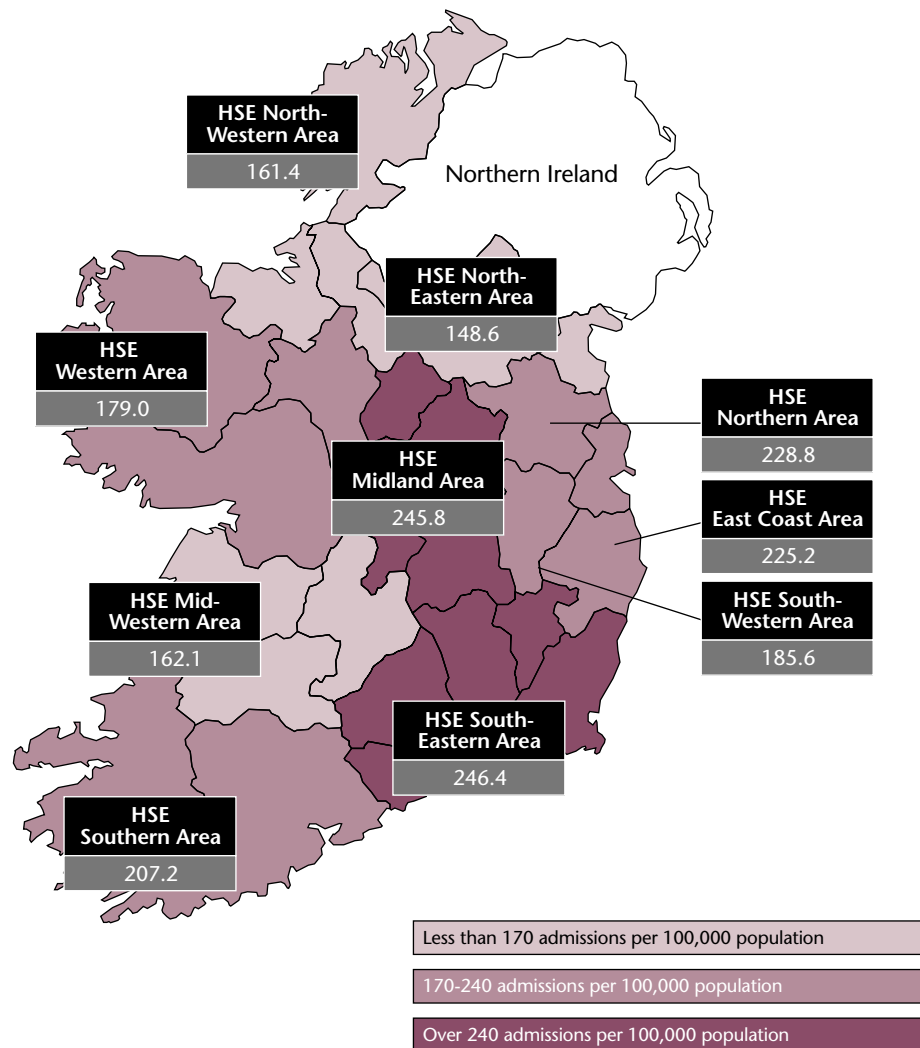 HSE North-
Western Area
161.4
Northern Ireland
HSE North-
Eastern Area
148.6
HSE
Western Area
179.0
HSE
Northern Area
228.8
HSE
Midland Area
245.8
HSE
East Coast Area
225.2
HSE Mid-
Western Area
162.1
HSE South-
Western Area
185.6
HSE South-
Eastern Area
246.4
HSE
Southern Area
207.2
Less than 170 admissions per 100,000 population
170-240 admissions per 100,000 population
Over 240 admissions per 100,000 population